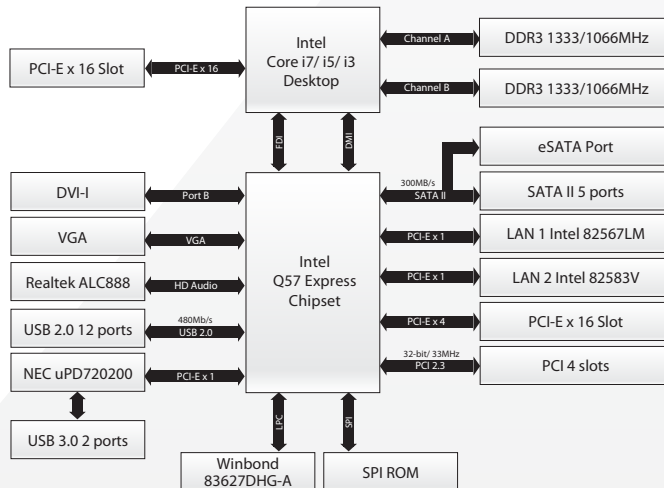 Intel
Core i7/ i5/ i3
Desktop
PCI-E x 16 Slot
PCI-E x 16
Channel A
DDR3 1333/1066MHz
Channel B
DDR3 1333/1066MHz
FDI
DMI
eSATA Port
300MB/s
SATA II
SATA II 5 ports
DVI-I
Port B
VGA
VGA
Realtek ALC888
HD Audio
USB 2.0 12 ports
480Mb/s
USB 2.0
NEC uPD720200
PCI-E x 1
USB 3.0 2 ports
Intel
Q57 Express
Chipset
PCI-E x 1
LAN 1 Intel 82567LM
PCI-E x 1
LAN 2 Intel 82583V
PCI-E x 4
PCI-E x 16 Slot
32-bit/ 33MHz
PCI 2.3
PCI 4 slots
LPC
SPI
Winbond
83627DHG-A
SPI ROM